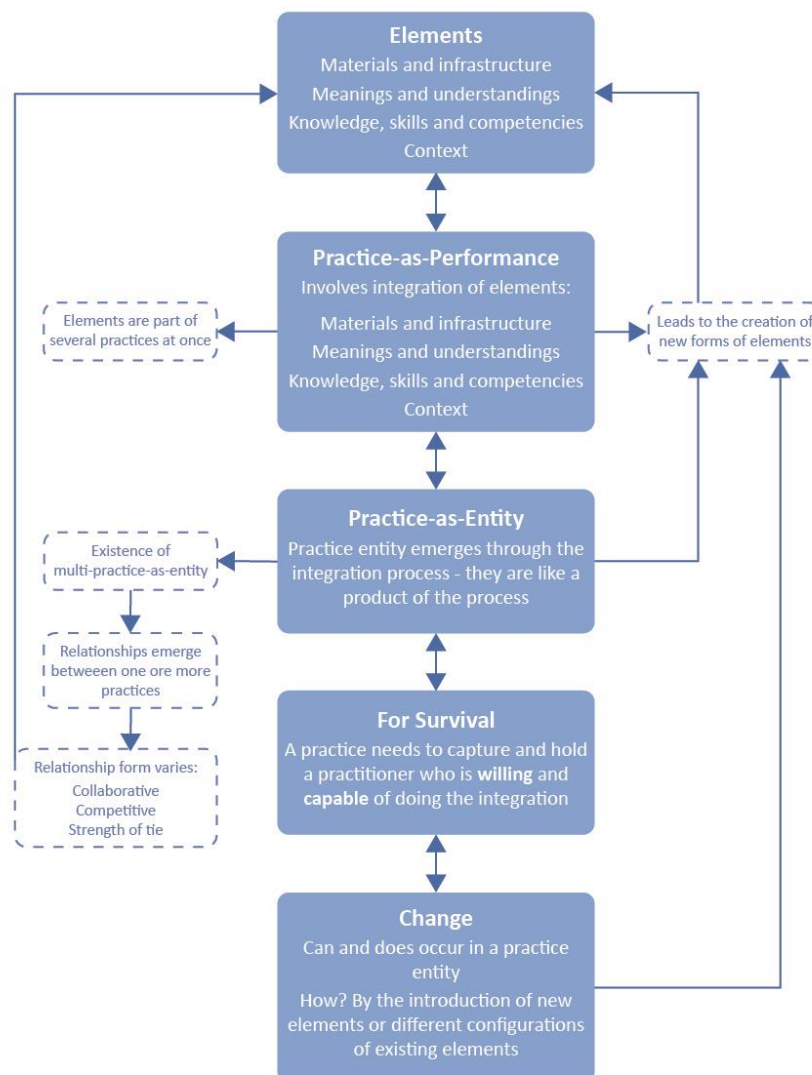 Elements
Materials and infrastructure
Meanings and understandings
Knowledge, skills and competencies
Context
Practice-as-Performance
Involves integration of elements:
Materials and infrastructure
Meanings and understandings
Knowledge, skills and competencies
Context
Elements are part of
several practices at once
Leads to the creation of
new forms of elements
Practice-as-Entity
Practice entity emerges through the
integration process - they are like a
product of the process
Existence of
multi-practice-as-entity
Relationships emerge
betweeen one ore more
practices
Relationship form varies:
Collaborative
Competitive
Strength of tie
For Survival
A practice needs to capture and hold
a practitioner who is willing and
capable of doing the integration
Change
Can and does occur in a practice
entity
How? By the introduction of new
elements or different configurations
of existing elements